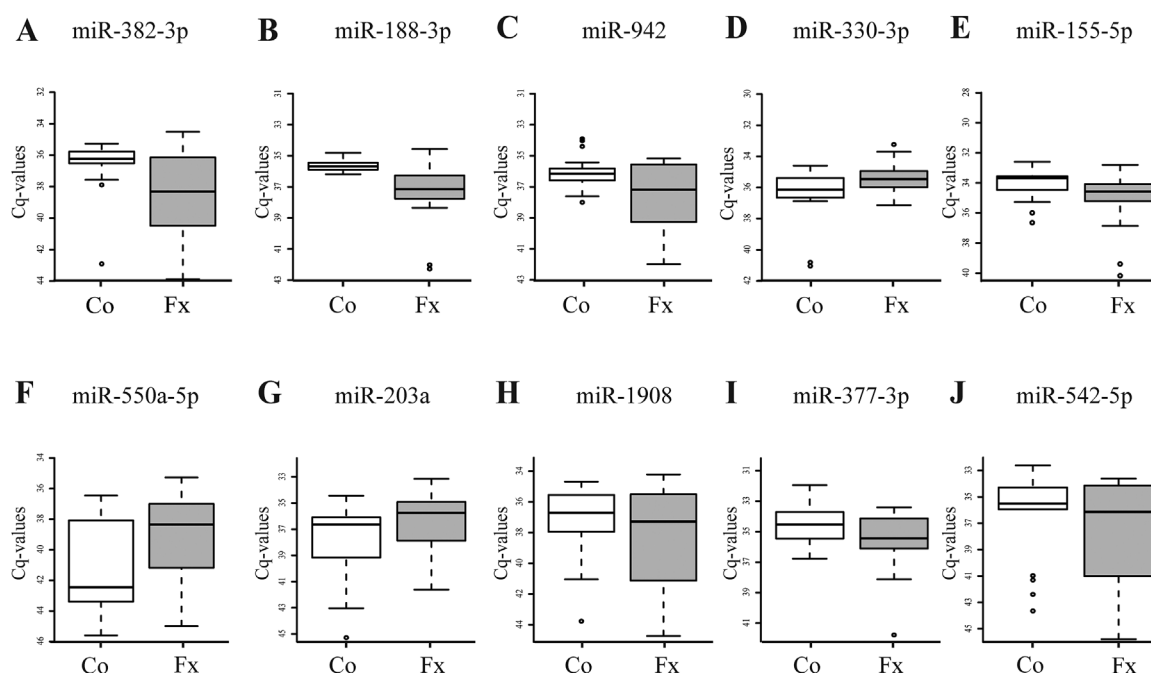 A miR-382-3p B miR-188-3p C miR-942 D miR-330-3p E miR-155-5p
Cq-values 32 34 36 38 40 42 44
Co Fx
Cq-values 31 35 37 39 41 43
Co Fx
Cq-values 31 35 37 39 41 43
Co Fx
Cq-values 30 32 34 36 38 40 42
Co Fx
Cq-values 28 32 34 36 38 40
Co Fx
F miR-550a-5p G miR-203a H miR-1908 I miR-377-3p J miR-542-5p
Cq-values 34 36 38 40 42 44 46
Co Fx
Cq-values 33 35 37 39 41 43 45
Co Fx
Cq-values 34 36 38 40 42 44
Co Fx
Cq-values 31 33 35 37 39 41
Co Fx
Cq-values 33 35 37 39 41 43 45
Co Fx